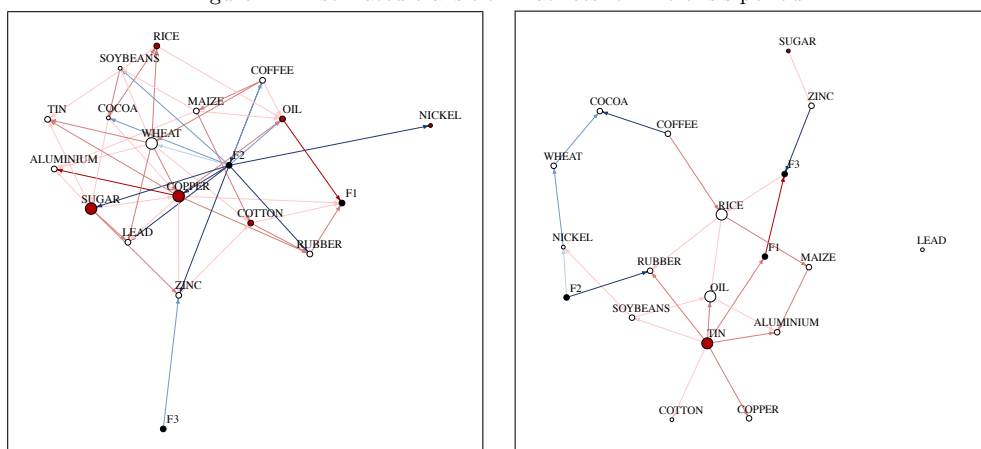 RICE
SOYBEANS
COFFEE
TIN
COCOA
MAIZE
OIL
NICKEL
WHEAT
ALUMINIUM
F2
COPPER
SUGAR
F1
COTTON
LEAD
RUBBER
ZINC
F3
SUGAR
ZINC
COCOA
COFFEE
WHEAT
F3
RICE
NICKEL
LEAD
F1
RUBBER
MAIZE
F2
OIL
SOYBEANS
TIN
ALUMINIUM
COTTON
COPPER